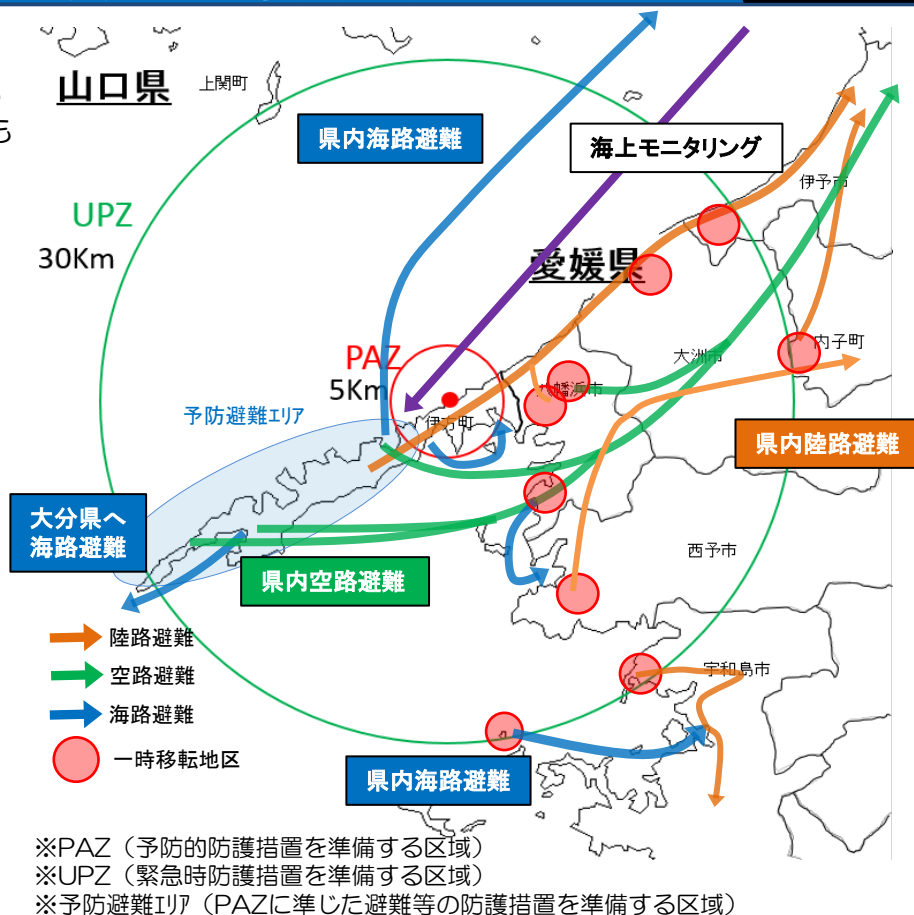 山口県
上関町
も
県内海路避難
海上モニタリング
伊予市
UPZ
30Km
愛媛県
PAZ
5Km
大洲市
内子町
八幡浜市
予防避難エリア
伊方町
県内陸路避難
大分県へ
海路避難
西予市
県内空路避難
陸路避難
空路避難
海路避難
一時移転地区
宇和島市
県内海路避難
※PAZ（予防的防護措置を準備する区域）
※UPZ（緊急時防護措置を準備する区域）
※予防避難ｴﾘｱ（PAZに準じた避難等の防護措置を準備する区域）